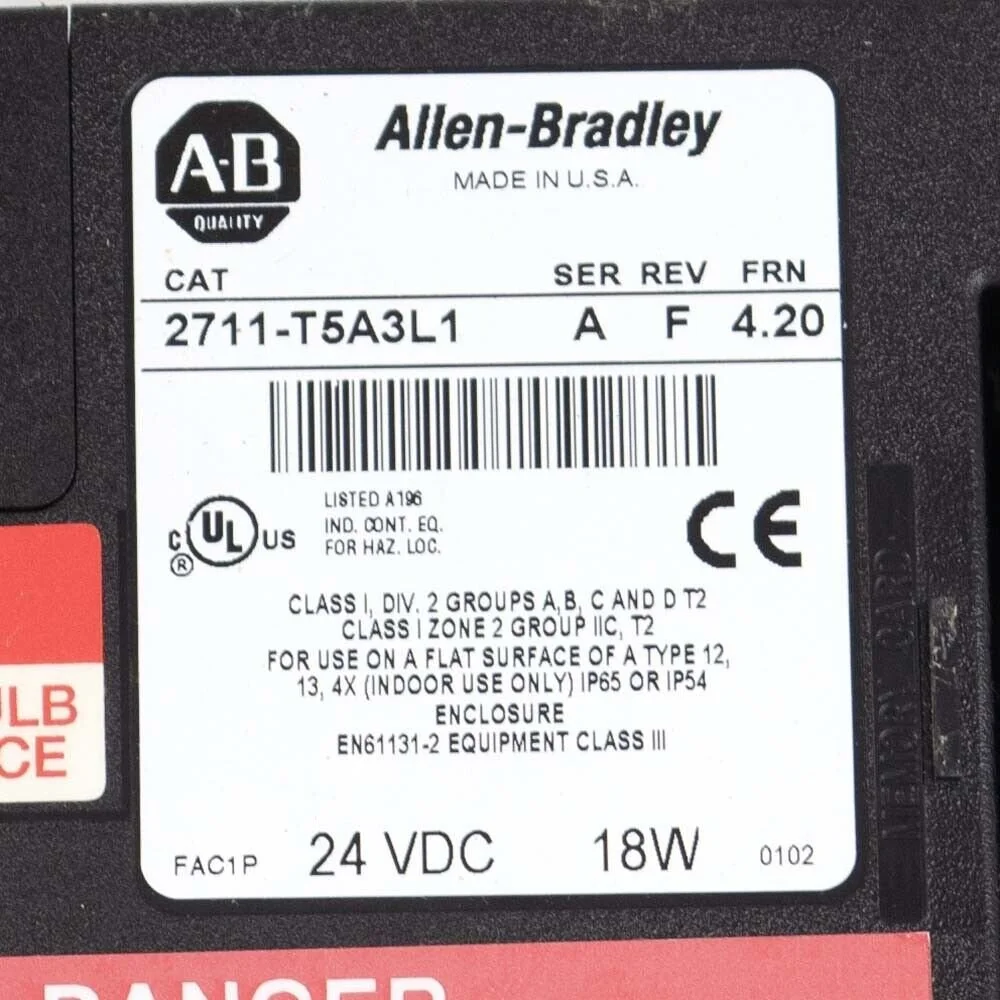 A-B
QUALITY
Allen-Bradley
MADE IN U.S.A.
CAT SER REV FRN
2711-T5A3L1 A F 4.20
C UL US
®
LISTED A196
IND. CONT. EQ.
FOR HAZ. LOC.
CE
CLASS I, DIV. 2 GROUPS A, B, C AND D T2
CLASS I ZONE 2 GROUP IIC, T2
FOR USE ON A FLAT SURFACE OF A TYPE 12,
13, 4X (INDOOR USE ONLY) IP65 OR IP54
ENCLOSURE
EN61131-2 EQUIPMENT CLASS III
FAC1P 24 VDC 18W 0102
MEMORY CARD
ULB
CE
DANGER